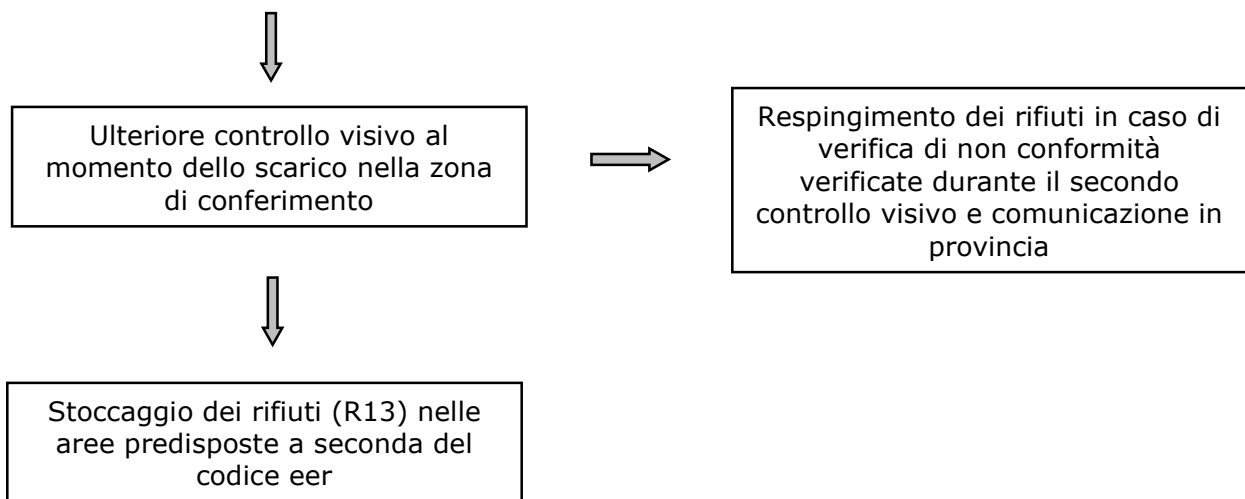 Ulteriore controllo visivo al
momento dello scarico nella zona
di conferimento
Respingimento dei rifiuti in caso di
verifica di non conformità
verificate durante il secondo
controllo visivo e comunicazione in
provincia
Stoccaggio dei rifiuti (R13) nelle
aree predisposte a seconda del
codice eer